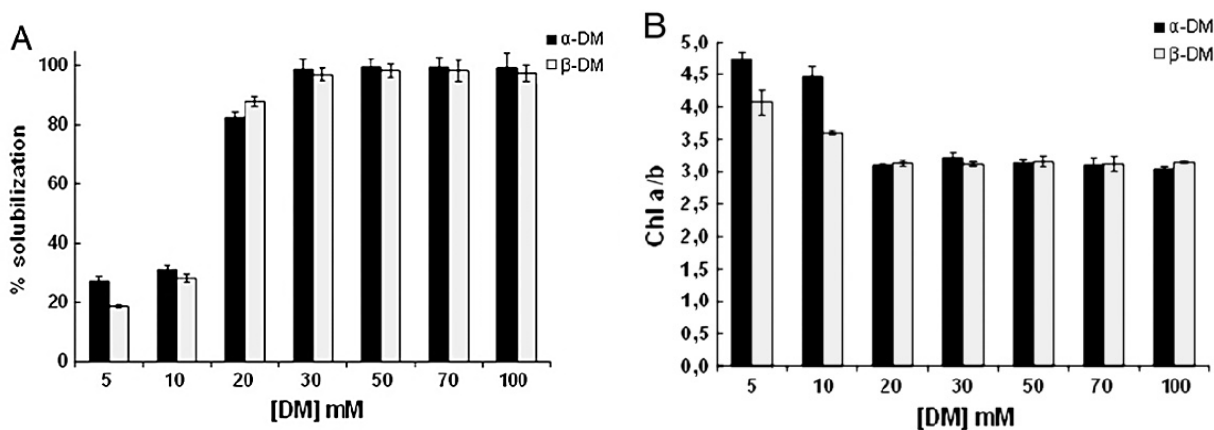 A
α-DM
β-DM
% solubilization
100
80
60
40
20
0
5 10 20 30 50 70 100
[DM] mM
B
α-DM
β-DM
Chl a/b
5,0
4,5
4,0
3,5
3,0
2,5
2,0
1,5
1,0
0,5
0,0
5 10 20 30 50 70 100
[DM] mM